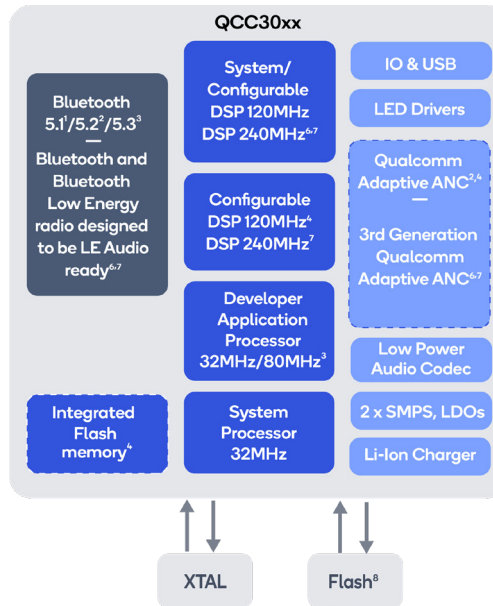 QCC30xx
Bluetooth
5.1¹/5.2²/5.3³
—
Bluetooth and
Bluetooth
Low Energy
radio designed
to be LE Audio
ready⁶,⁷
Integrated
Flash
memory⁴
System/
Configurable
DSP 120MHz
DSP 240MHz⁶,⁷
Configurable
DSP 120MHz⁴
DSP 240MHz⁷
Developer
Application
Processor
32MHz/80MHz³
System
Processor
32MHz
IO & USB
LED Drivers
Qualcomm
Adaptive ANC²,⁴
—
3rd Generation
Qualcomm
Adaptive ANC⁶,⁷
Low Power
Audio Codec
2 x SMPS, LDOs
Li-Ion Charger
XTAL
Flash⁸